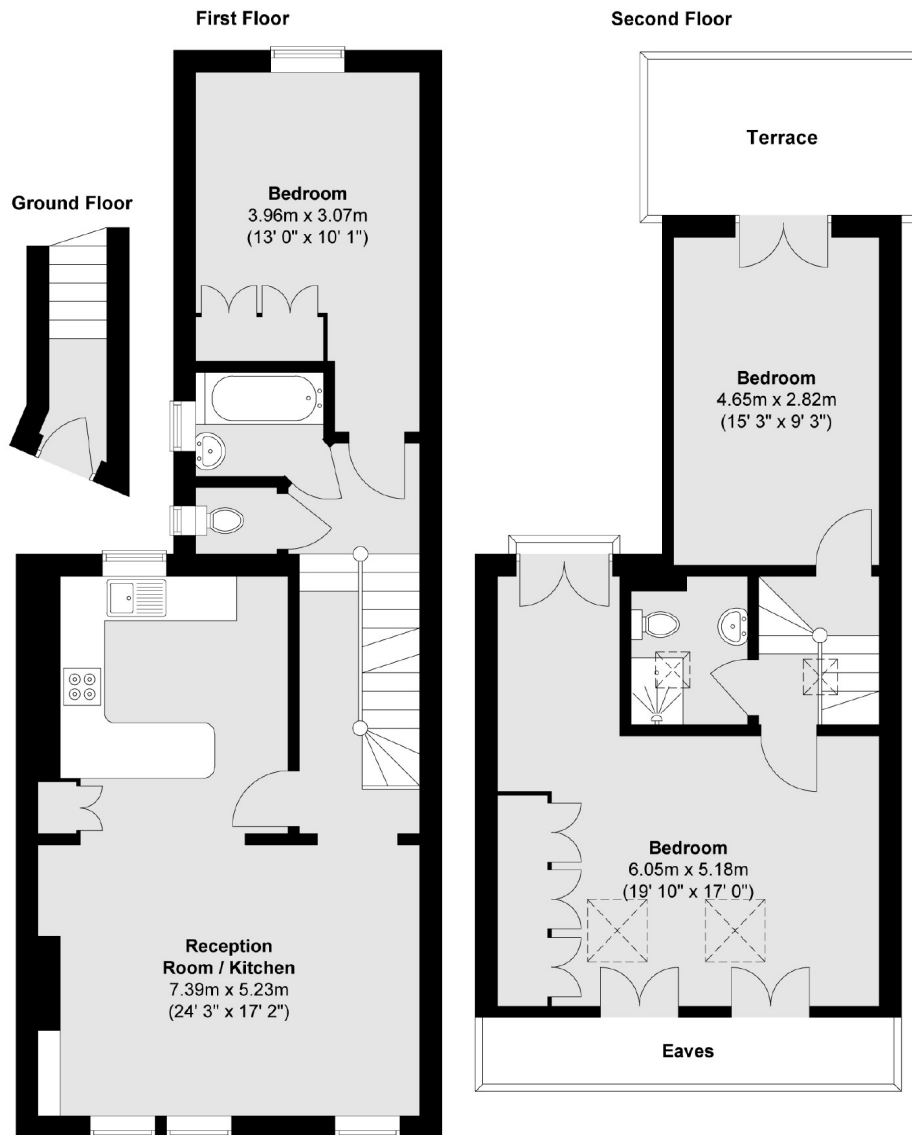 First Floor
Second Floor
Terrace
Bedroom
3.96m x 3.07m
(13' 0" x 10' 1")
Ground Floor
Bedroom
4.65m x 2.82m
(15' 3" x 9' 3")
Bedroom
6.05m x 5.18m
(19' 10" x 17' 0")
Reception
Room / Kitchen
7.39m x 5.23m
(24' 3" x 17' 2")
Eaves